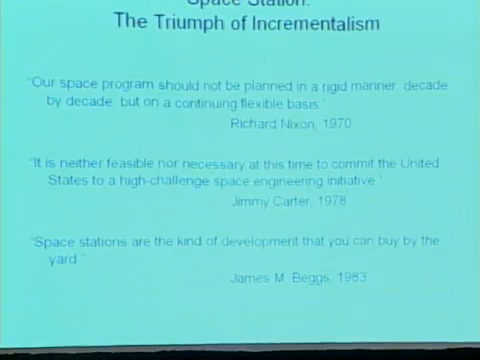 Space Station:
The Triumph of Incrementalism
"Our space program should not be planned in a rigid manner, decade
by decade, but on a continuing flexible basis."
Richard Nixon, 1970
"It is neither feasible nor necessary at this time to commit the United
States to a high-challenge space engineering initiative."
Jimmy Carter, 1978
"Space stations are the kind of development that you can buy by the
yard."
James M. Beggs, 1983